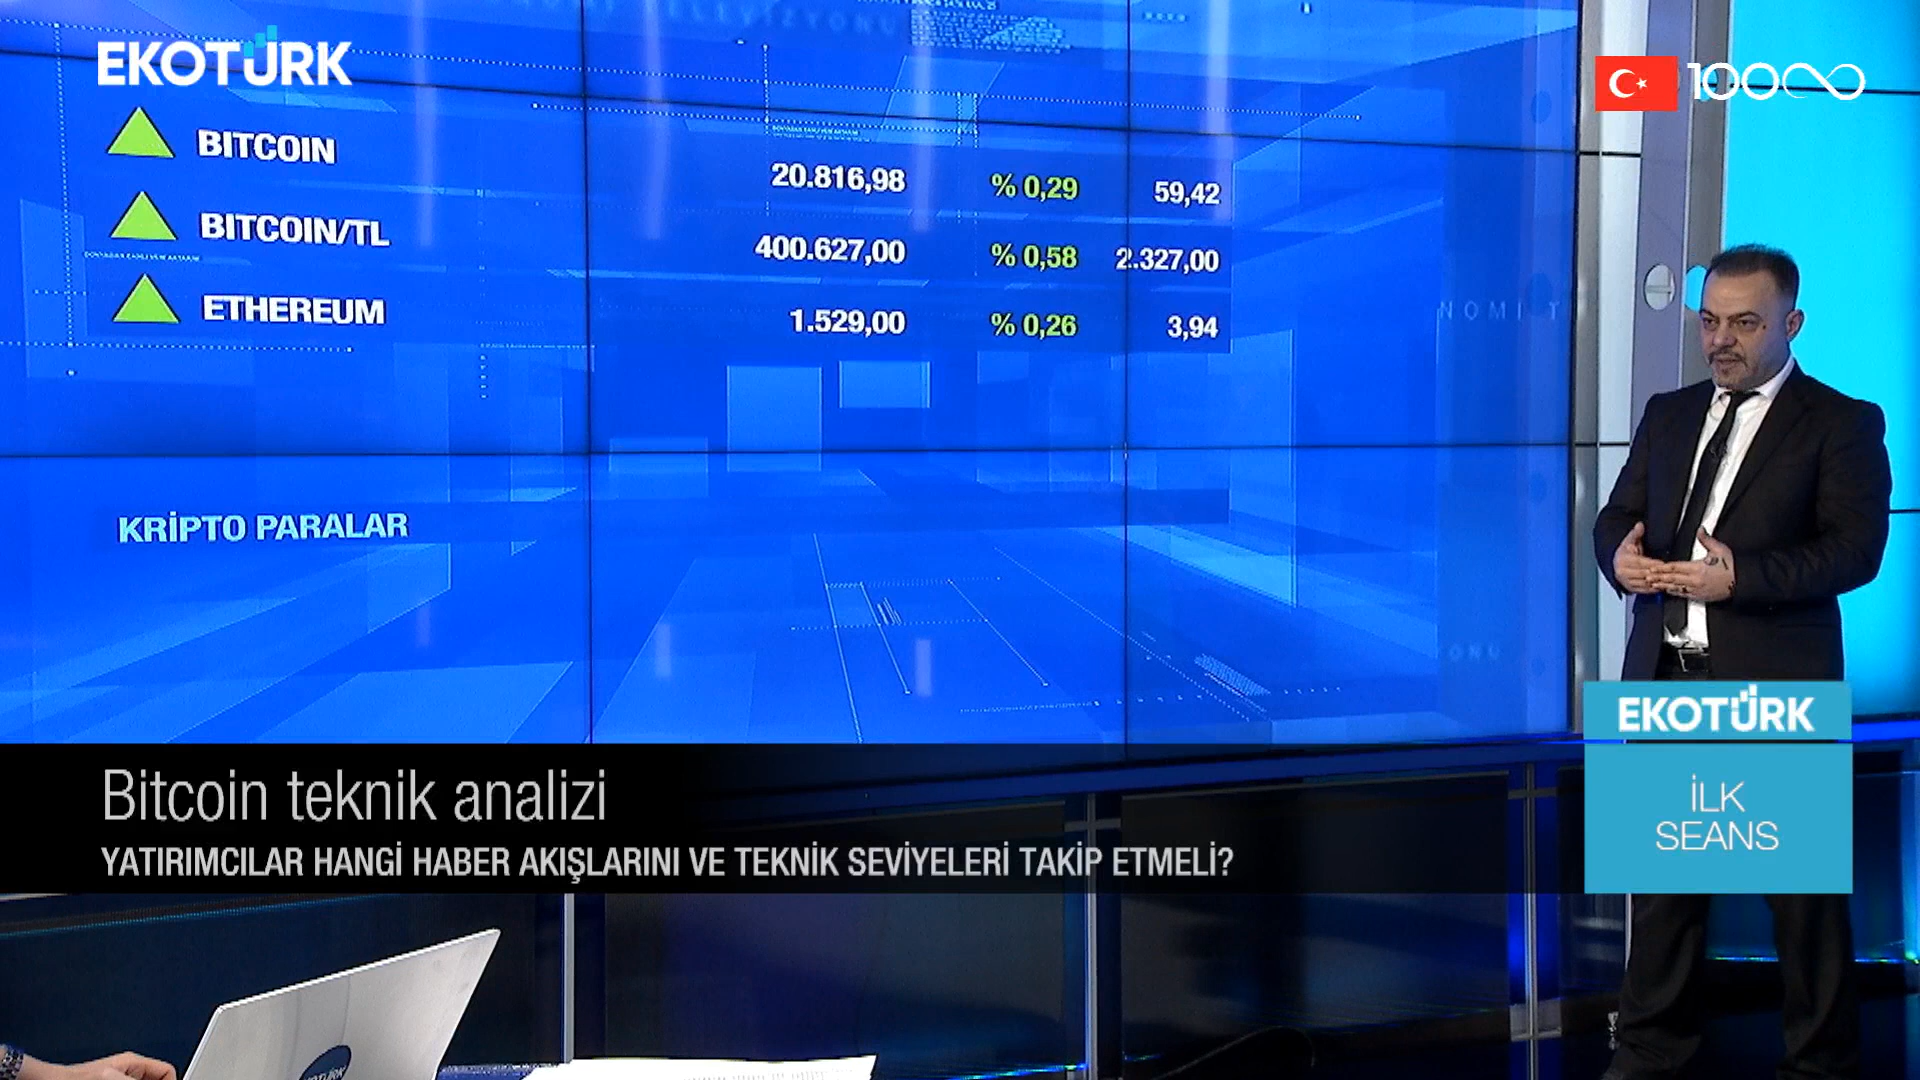 EKOTÜRK
100
BITCOIN 20.816,98 % 0,29 59,42
BITCOIN/TL 400.627,00 % 0,58 2.327,00
ETHEREUM 1.529,00 % 0,26 3,94
NOMİ T
KRİPTO PARALAR
EKOTÜRK
İLK
SEANS
Bitcoin teknik analizi
YATIRIMCILAR HANGİ HABER AKIŞLARINI VE TEKNİK SEVİYELERİ TAKİP ETMELİ?
EKOTÜRK